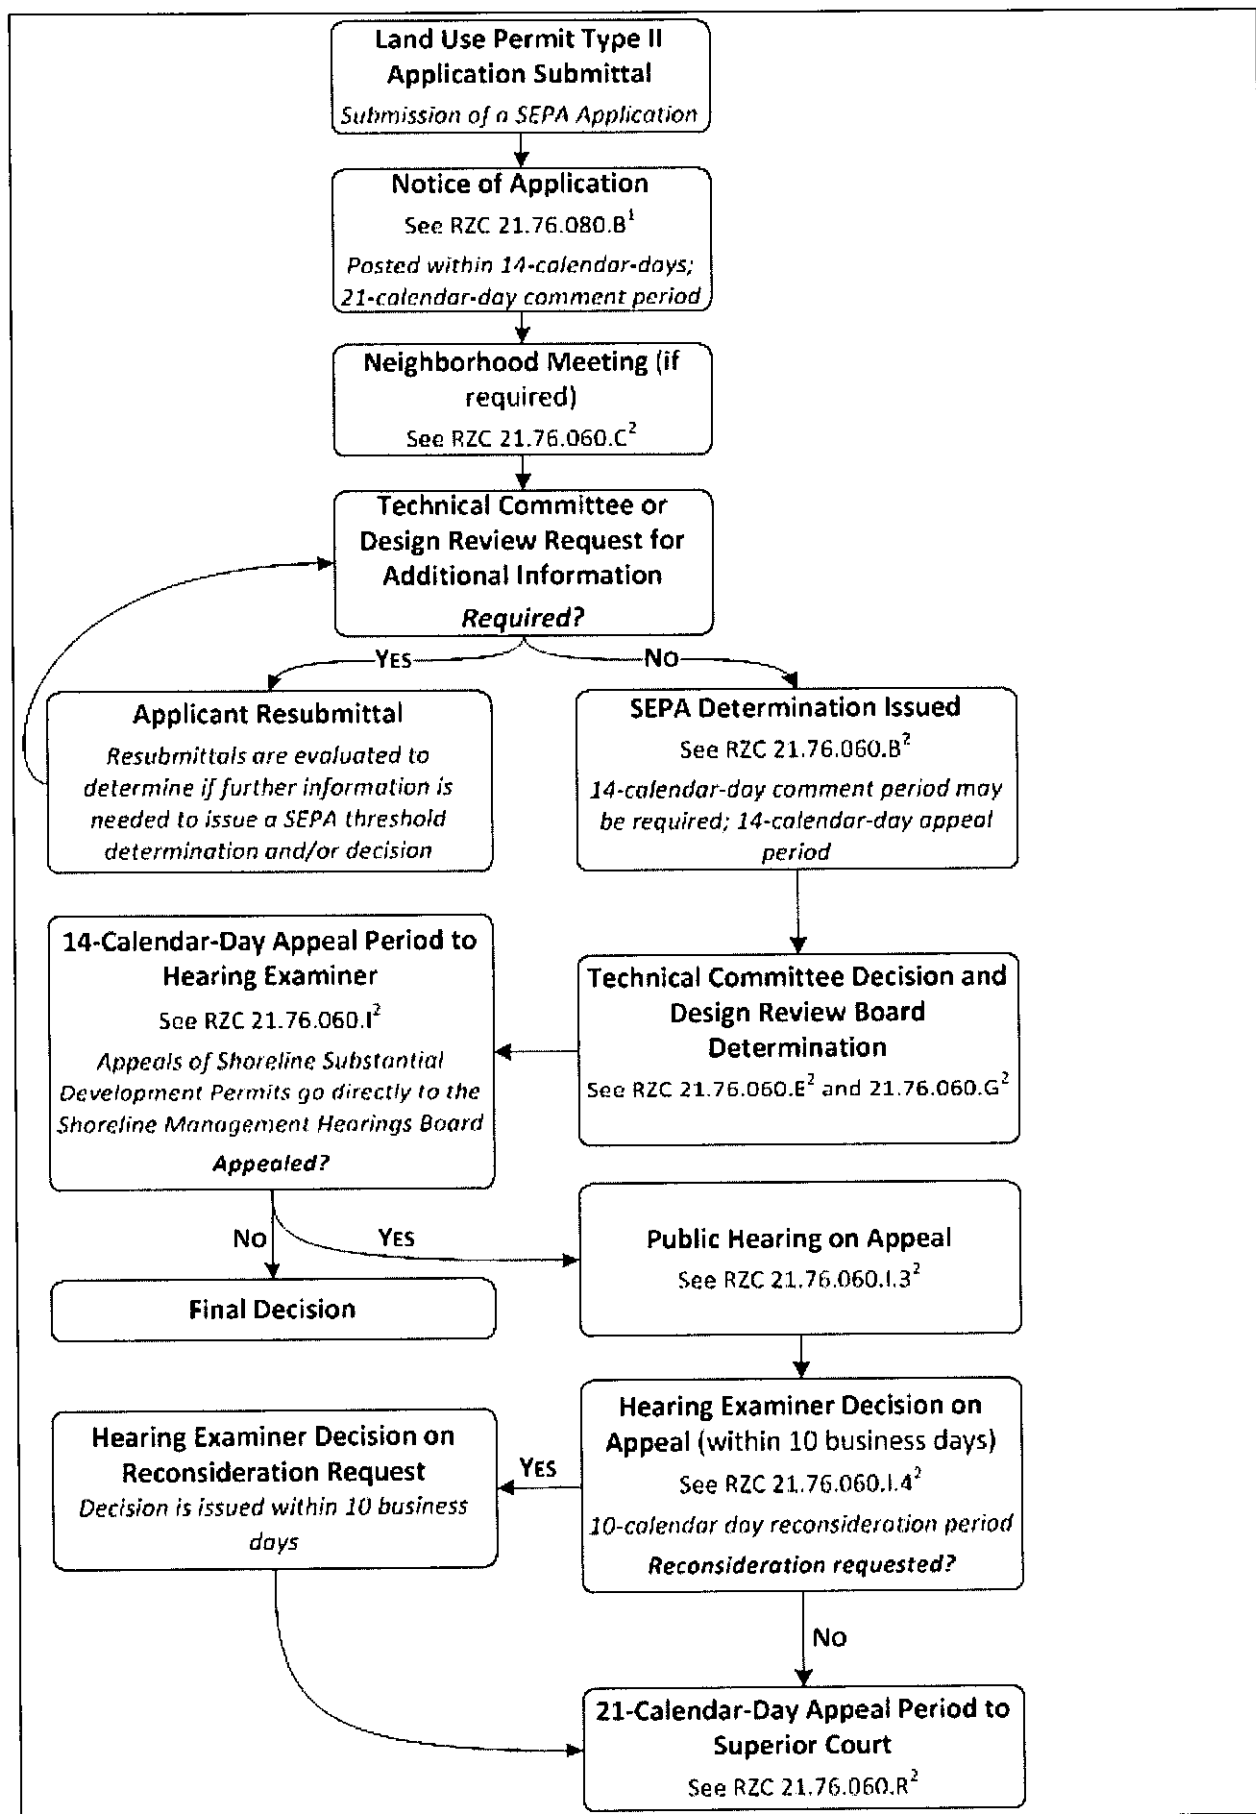 Land Use Permit Type II
Application Submittal
Submission of a SEPA Application
Notice of Application
See RZC 21.76.080.B¹
Posted within 14-calendar-days;
21-calendar-day comment period
Neighborhood Meeting (if
required)
See RZC 21.76.060.C²
Technical Committee or
Design Review Request for
Additional Information
Required?
YES
NO
Applicant Resubmittal
Resubmittals are evaluated to
determine if further information is
needed to issue a SEPA threshold
determination and/or decision
SEPA Determination Issued
See RZC 21.76.060.B²
14-calendar-day comment period may
be required; 14-calendar-day appeal
period
14-Calendar-Day Appeal Period to
Hearing Examiner
See RZC 21.76.060.I²
Appeals of Shoreline Substantial
Development Permits go directly to the
Shoreline Management Hearings Board
Appealed?
Technical Committee Decision and
Design Review Board
Determination
See RZC 21.76.060.E² and 21.76.060.G²
NO
YES
Public Hearing on Appeal
See RZC 21.76.060.I.3²
Final Decision
Hearing Examiner Decision on
Appeal (within 10 business days)
See RZC 21.76.060.I.4²
10-calendar day reconsideration period
Reconsideration requested?
YES
Hearing Examiner Decision on
Reconsideration Request
Decision is issued within 10 business
days
NO
21-Calendar-Day Appeal Period to
Superior Court
See RZC 21.76.060.R²